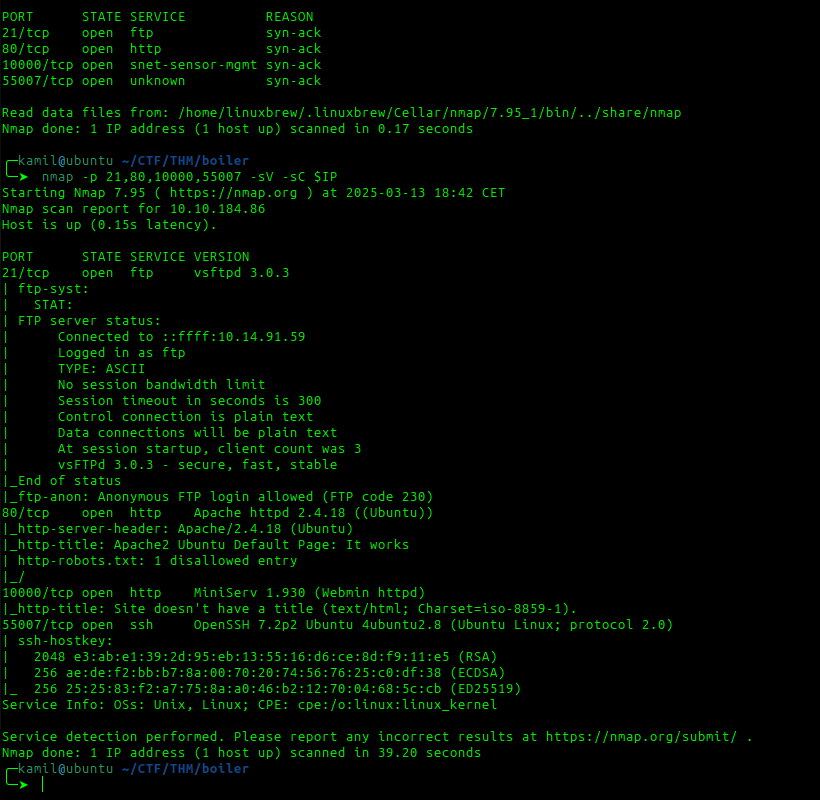 PORT      STATE SERVICE          REASON
21/tcp    open  ftp              syn-ack
80/tcp    open  http             syn-ack
10000/tcp open  snet-sensor-mgmt syn-ack
55007/tcp open  unknown          syn-ack
Read data files from: /home/linuxbrew/.linuxbrew/Cellar/nmap/7.95_1/bin/../share/nmap
Nmap done: 1 IP address (1 host up) scanned in 0.17 seconds
╭─kamil@ubuntu ~/CTF/THM/boiler
╰─➤  nmap -p 21,80,10000,55007 -sV -sC $IP
Starting Nmap 7.95 ( https://nmap.org ) at 2025-03-13 18:42 CET
Nmap scan report for 10.10.184.86
Host is up (0.15s latency).
PORT      STATE SERVICE VERSION
21/tcp    open  ftp     vsftpd 3.0.3
| ftp-syst:
|   STAT:
| FTP server status:
|      Connected to ::ffff:10.14.91.59
|      Logged in as ftp
|      TYPE: ASCII
|      No session bandwidth limit
|      Session timeout in seconds is 300
|      Control connection is plain text
|      Data connections will be plain text
|      At session startup, client count was 3
|      vsFTPd 3.0.3 - secure, fast, stable
|_End of status
|_ftp-anon: Anonymous FTP login allowed (FTP code 230)
80/tcp    open  http    Apache httpd 2.4.18 ((Ubuntu))
|_http-server-header: Apache/2.4.18 (Ubuntu)
|_http-title: Apache2 Ubuntu Default Page: It works
| http-robots.txt: 1 disallowed entry
|_/
10000/tcp open  http    MiniServ 1.930 (Webmin httpd)
|_http-title: Site doesn't have a title (text/html; Charset=iso-8859-1).
55007/tcp open  ssh     OpenSSH 7.2p2 Ubuntu 4ubuntu2.8 (Ubuntu Linux; protocol 2.0)
| ssh-hostkey:
|   2048 e3:ab:e1:39:2d:95:eb:13:55:16:d6:ce:8d:f9:11:e5 (RSA)
|   256 ae:de:f2:bb:b7:8a:00:70:20:74:56:76:25:c0:df:38 (ECDSA)
|_  256 25:25:83:f2:a7:75:8a:a0:46:b2:12:70:04:68:5c:cb (ED25519)
Service Info: OSs: Unix, Linux; CPE: cpe:/o:linux:linux_kernel
Service detection performed. Please report any incorrect results at https://nmap.org/submit/ .
Nmap done: 1 IP address (1 host up) scanned in 39.20 seconds
╭─kamil@ubuntu ~/CTF/THM/boiler
╰─➤